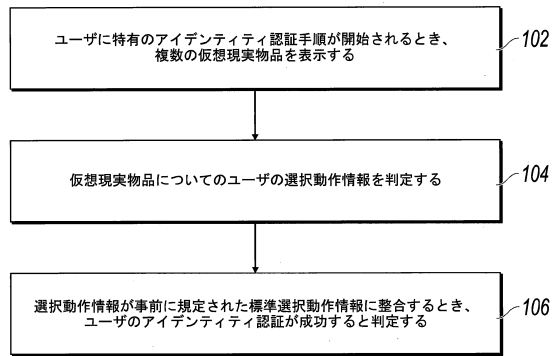 ユーザに特有のアイデンティティ認証手順が開始されるとき、
複数の仮想現実物品を表示する
102
仮想現実物品についてのユーザの選択動作情報を判定する
104
選択動作情報が事前に規定された標準選択動作情報に整合するとき、
ユーザのアイデンティティ認証が成功すると判定する
106